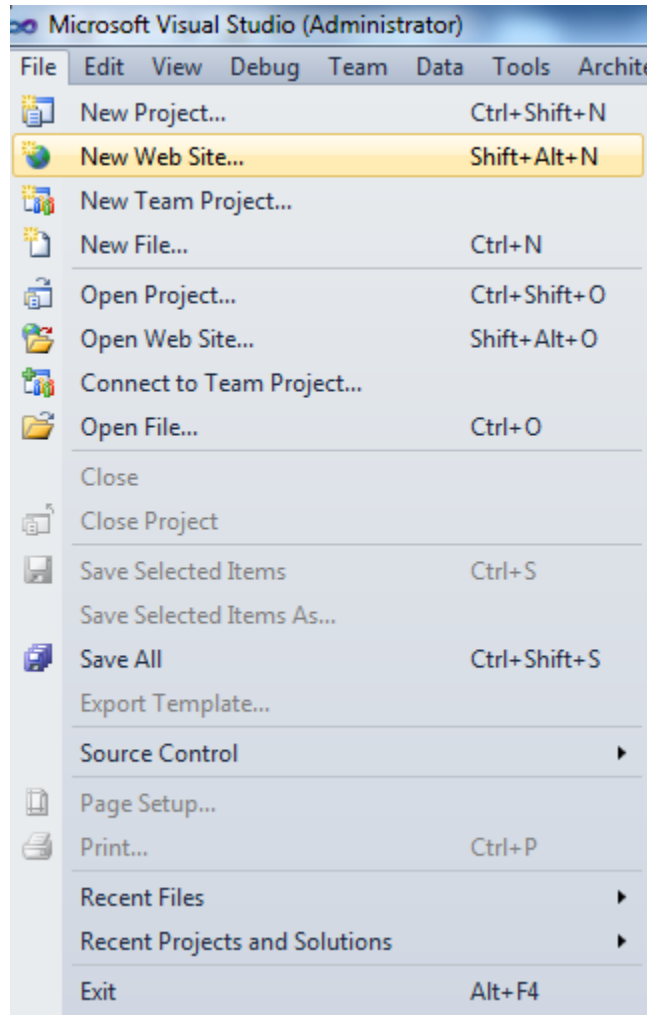 Microsoft Visual Studio (Administrator)
File Edit View Debug Team Data Tools Archite
New Project... Ctrl+Shift+N
New Web Site... Shift+Alt+N
New Team Project...
New File... Ctrl+N
Open Project... Ctrl+Shift+O
Open Web Site... Shift+Alt+O
Connect to Team Project...
Open File... Ctrl+O
Close
Close Project
Save Selected Items Ctrl+S
Save Selected Items As...
Save All Ctrl+Shift+S
Export Template...
Source Control
Page Setup...
Print... Ctrl+P
Recent Files
Recent Projects and Solutions
Exit Alt+F4